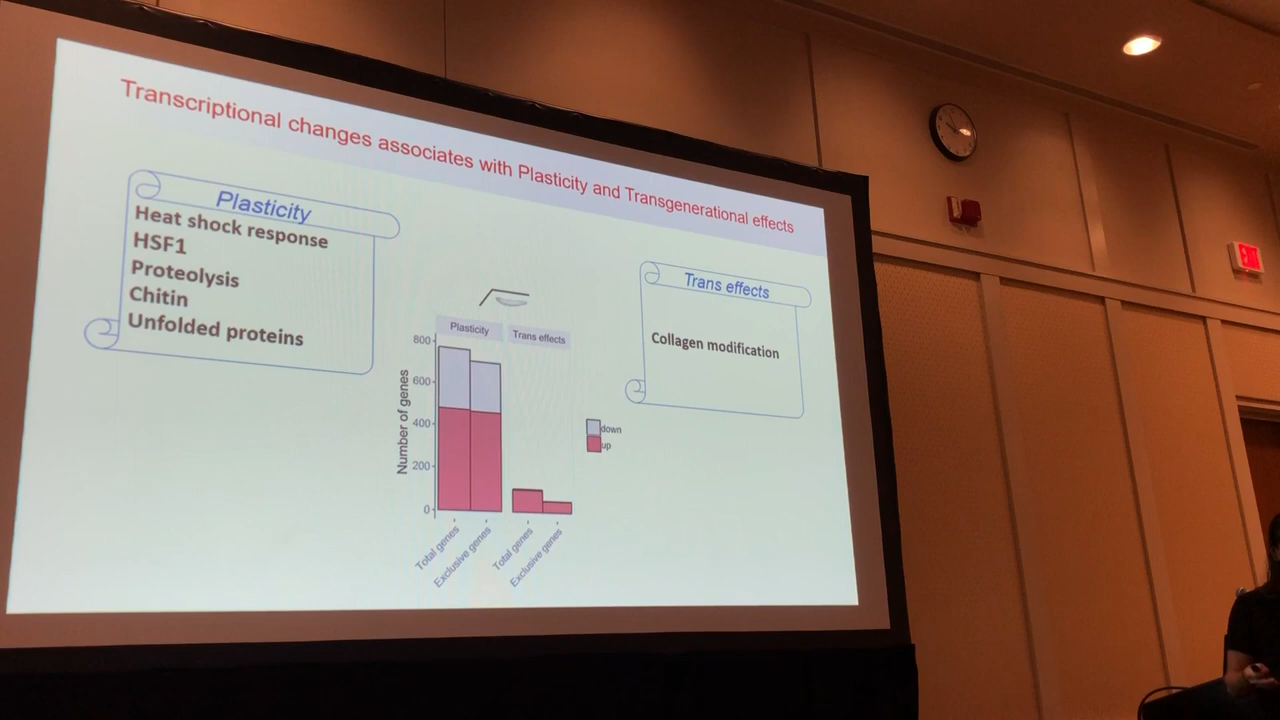 Transcriptional changes associates with Plasticity and Transgenerational effects
Plasticity
Heat shock response
HSF1
Proteolysis
Chitin
Unfolded proteins
Trans effects
Collagen modification
Plasticity
Trans effects
Number of genes
800
600
400
200
0
Total genes
Exclusive genes
Total genes
Exclusive genes
down
up
EXIT